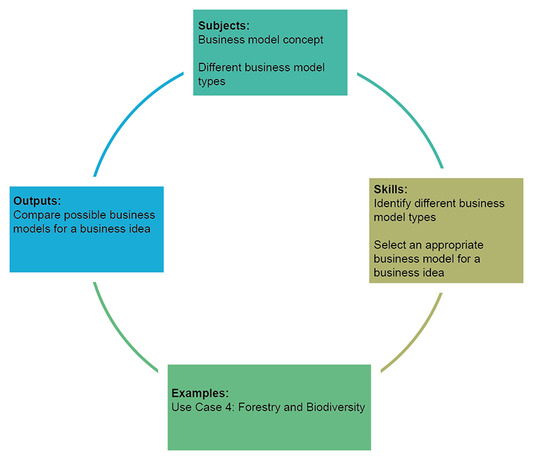 Subjects:
Business model concept
Different business model
types
Skills:
Identify different business
model types
Select an appropriate
business model for a
business idea
Examples:
Use Case 4: Forestry and Biodiversity
Outputs:
Compare possible business
models for a business idea